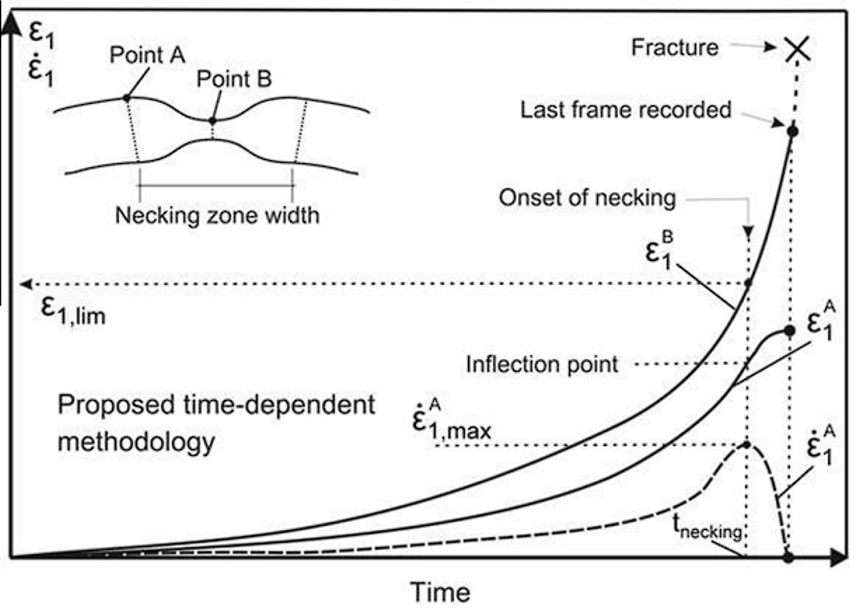 ε₁
ε̇₁
Point A
Point B
Necking zone width
Fracture
Last frame recorded
Onset of necking
ε₁ᴮ
ε₁,lim
ε₁ᴬ
Inflection point
Proposed time-dependent
methodology
ε̇ᴬ₁,max
ε̇₁ᴬ
tnecking
Time